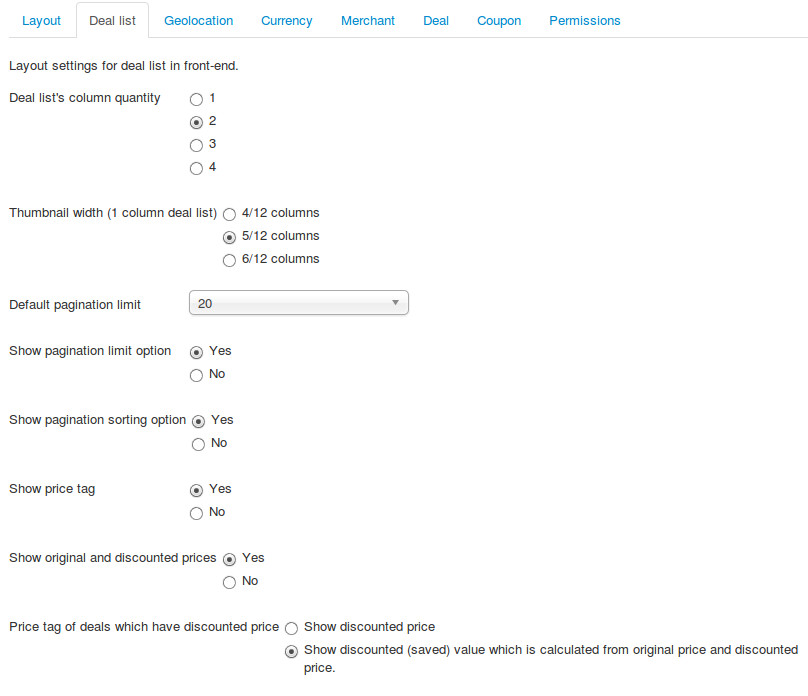 Layout Deal list Geolocation Currency Merchant Deal Coupon Permissions
Layout settings for deal list in front-end.
Deal list's column quantity 1
2
3
4
Thumbnail width (1 column deal list) 4/12 columns
5/12 columns
6/12 columns
Default pagination limit 20
Show pagination limit option Yes
No
Show pagination sorting option Yes
No
Show price tag Yes
No
Show original and discounted prices Yes
No
Price tag of deals which have discounted price Show discounted price
Show discounted (saved) value which is calculated from original price and discounted
price.